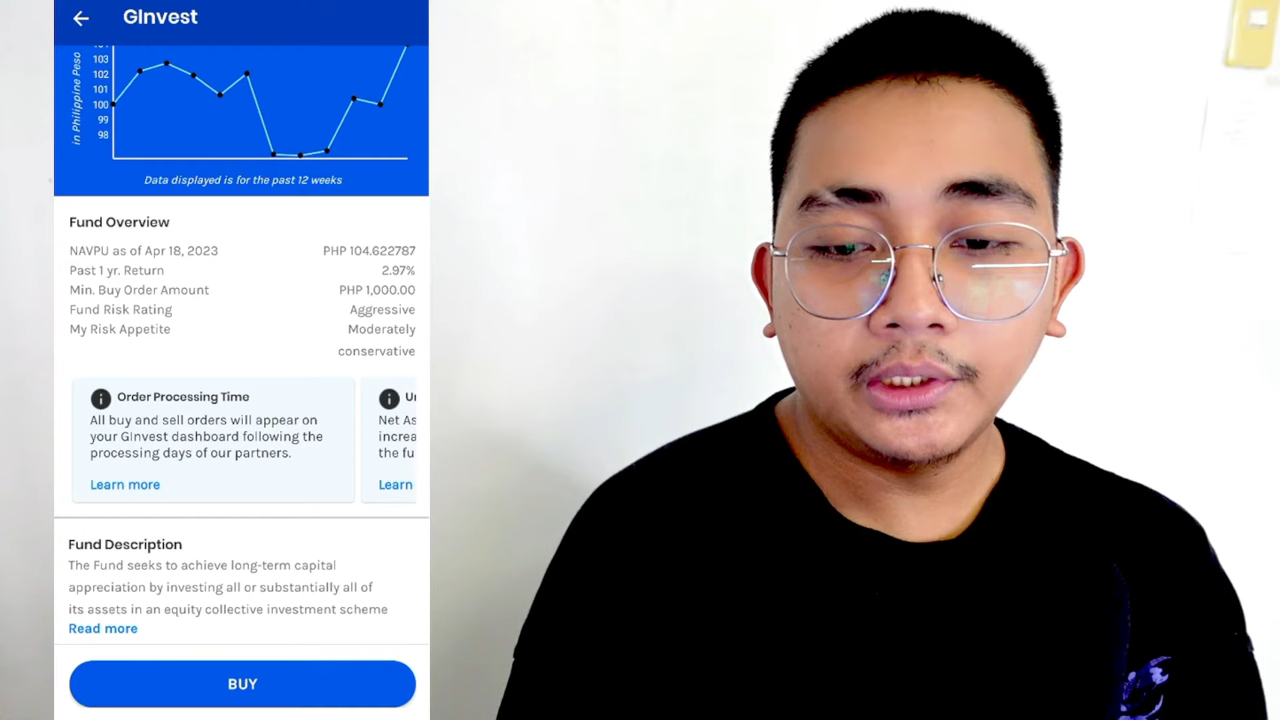 GInvest
103
102
101
100
99
98
in Philippine Peso
Data displayed is for the past 12 weeks
Fund Overview
NAVPU as of Apr 18, 2023 PHP 104.622787
Past 1 yr. Return 2.97%
Min. Buy Order Amount PHP 1,000.00
Fund Risk Rating Aggressive
My Risk Appetite Moderately
conservative
Order Processing Time
All buy and sell orders will appear on
your GInvest dashboard following the
processing days of our partners.
Learn more
Net As
increa
the fu
Learn
Fund Description
The Fund seeks to achieve long-term capital
appreciation by investing all or substantially all of
its assets in an equity collective investment scheme
Read more
BUY